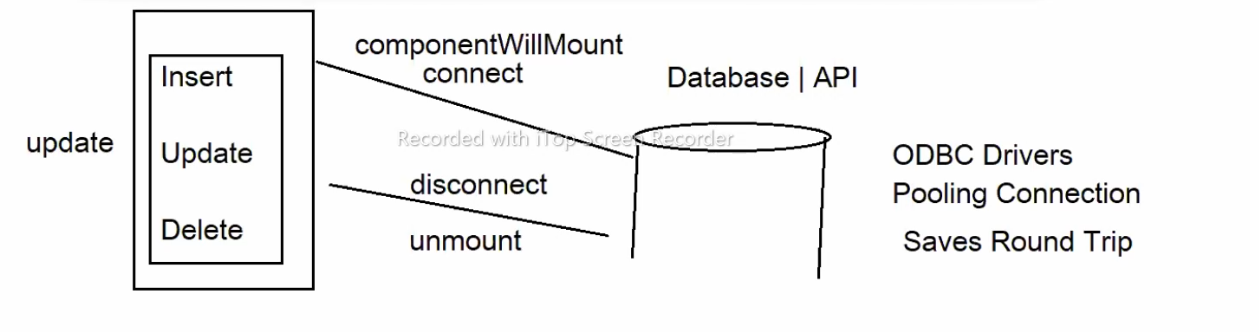 componentWillMount
connect
Database | API
Insert
update
Update
Delete
Recorded with iTop Screen Recorder
disconnect
unmount
ODBC Drivers
Pooling Connection
Saves Round Trip